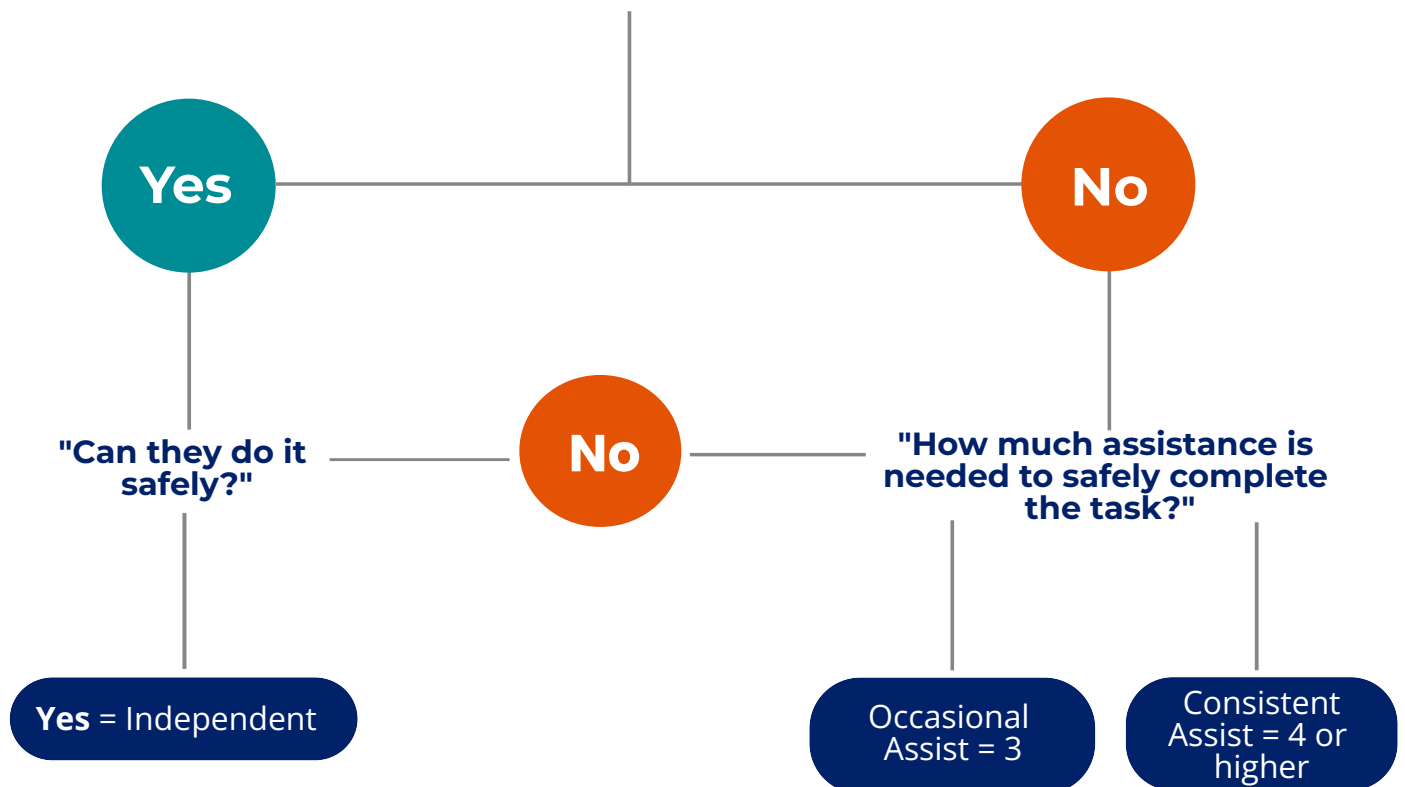 Yes
No
"Can they do it
safely?"
No
"How much assistance is
needed to safely complete
the task?"
Yes = Independent
Occasional
Assist = 3
Consistent
Assist = 4 or
higher